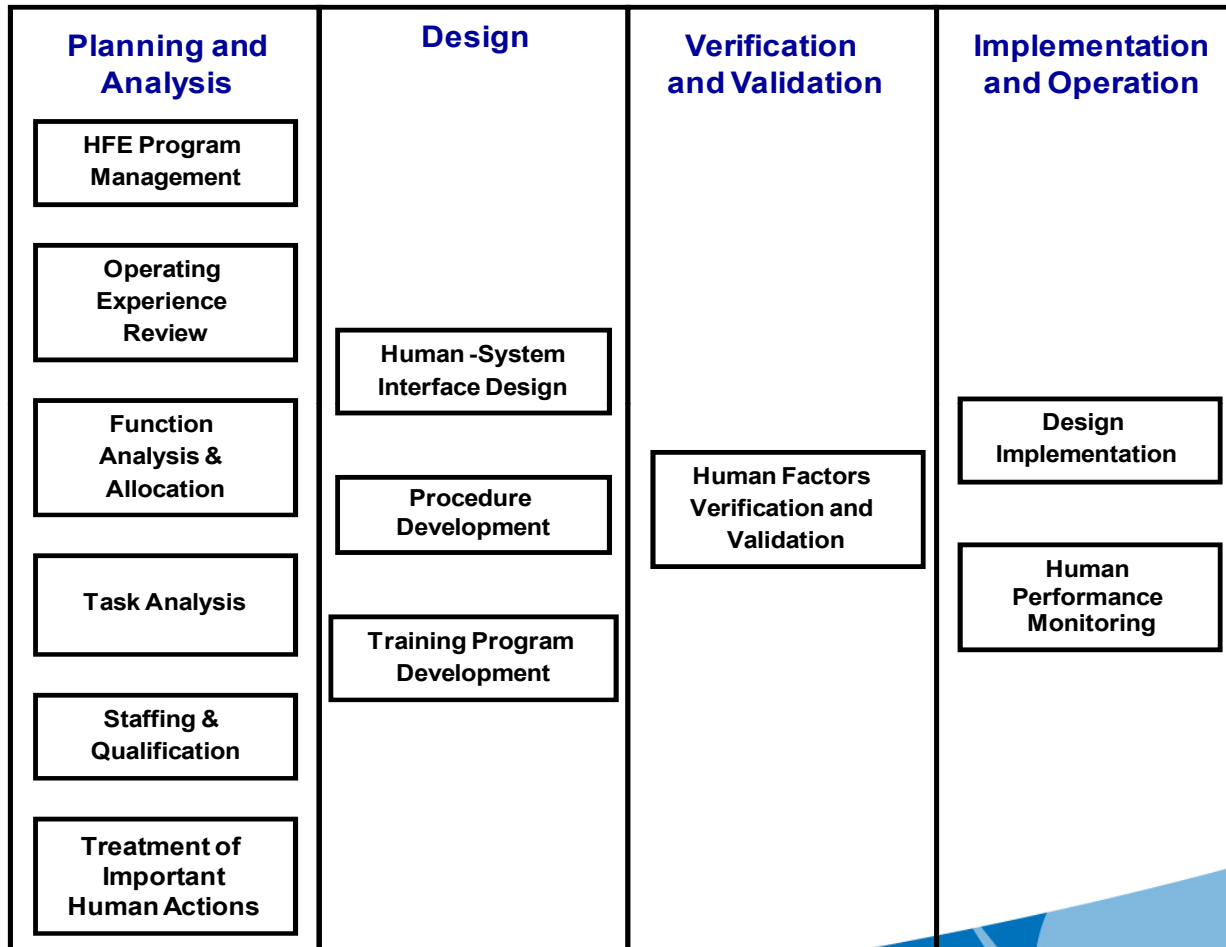 Planning and
Analysis
HFE Program
Management
Operating
Experience
Review
Function
Analysis &
Allocation
Task Analysis
Staffing &
Qualification
Treatment of
Important
Human Actions
Design
Human -System
Interface Design
Procedure
Development
Training Program
Development
Verification
and Validation
Human Factors
Verification and
Validation
Implementation
and Operation
Design
Implementation
Human
Performance
Monitoring